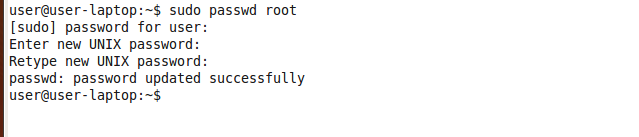 user@user-laptop:~$ sudo passwd root
[sudo] password for user:
Enter new UNIX password:
Retype new UNIX password:
passwd: password updated successfully
user@user-laptop:~$